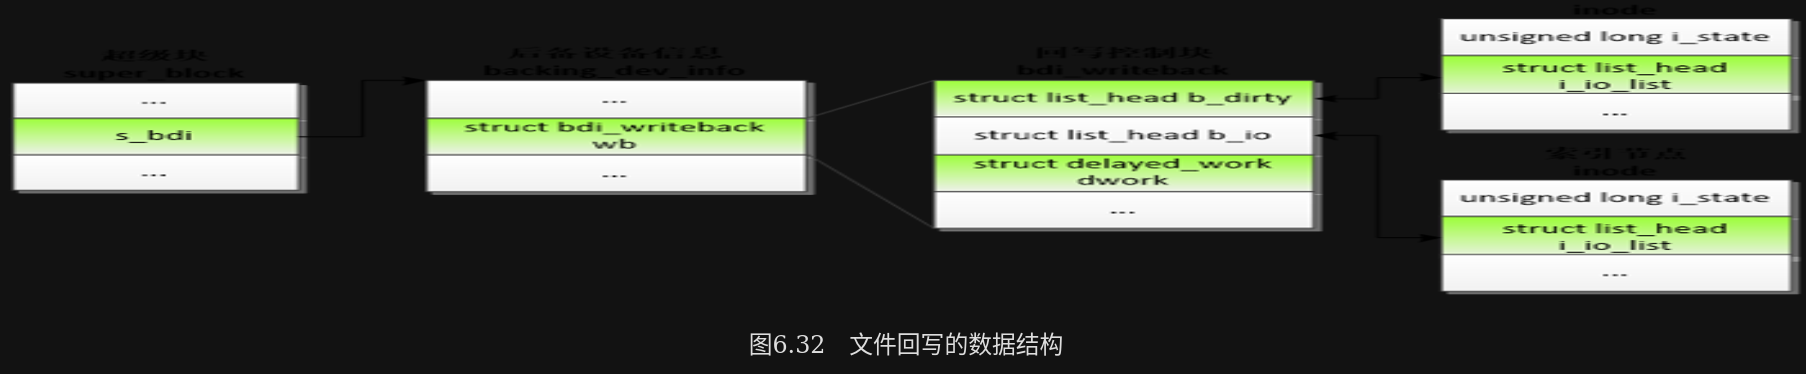 超级块
super_block
...
s_bdi
...
后备设备信息
backing_dev_info
...
struct bdi_writeback
wb
...
回写控制块
bdi_writeback
struct list_head b_dirty
struct list_head b_io
struct delayed_work
dwork
...
inode
unsigned long i_state
struct list_head
i_io_list
...
索引节点
inode
unsigned long i_state
struct list_head
i_io_list
...
图6.32 文件回写的数据结构